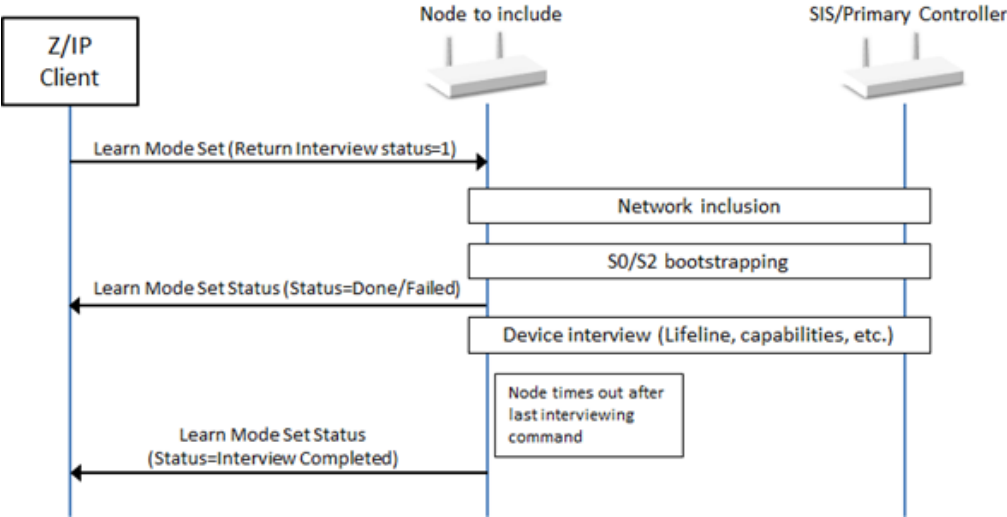 Node to include
SIS/Primary Controller
Z/IP
Client
Learn Mode Set (Return Interview status=1)
Network inclusion
S0/S2 bootstrapping
Learn Mode Set Status (Status=Done/Failed)
Device interview (Lifeline, capabilities, etc.)
Node times out after
last interviewing
command
Learn Mode Set Status
(Status=Interview Completed)